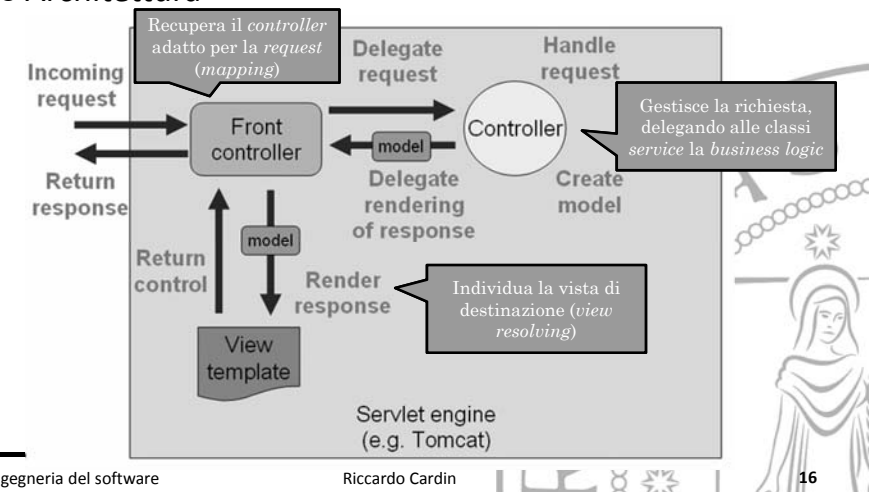 Architettura
Recupera il controller
adatto per la request
(mapping)
Incoming
request
Delegate
request
Handle
request
Front
controller
model
Controller
Gestisce la richiesta,
delegando alle classi
service la business logic
Return
response
Delegate
rendering
of response
Create
model
model
Return
control
Render
response
Individua la vista di
destinazione (view
resolving)
View
template
Servlet engine
(e.g. Tomcat)
gegneria del software
Riccardo Cardin
16